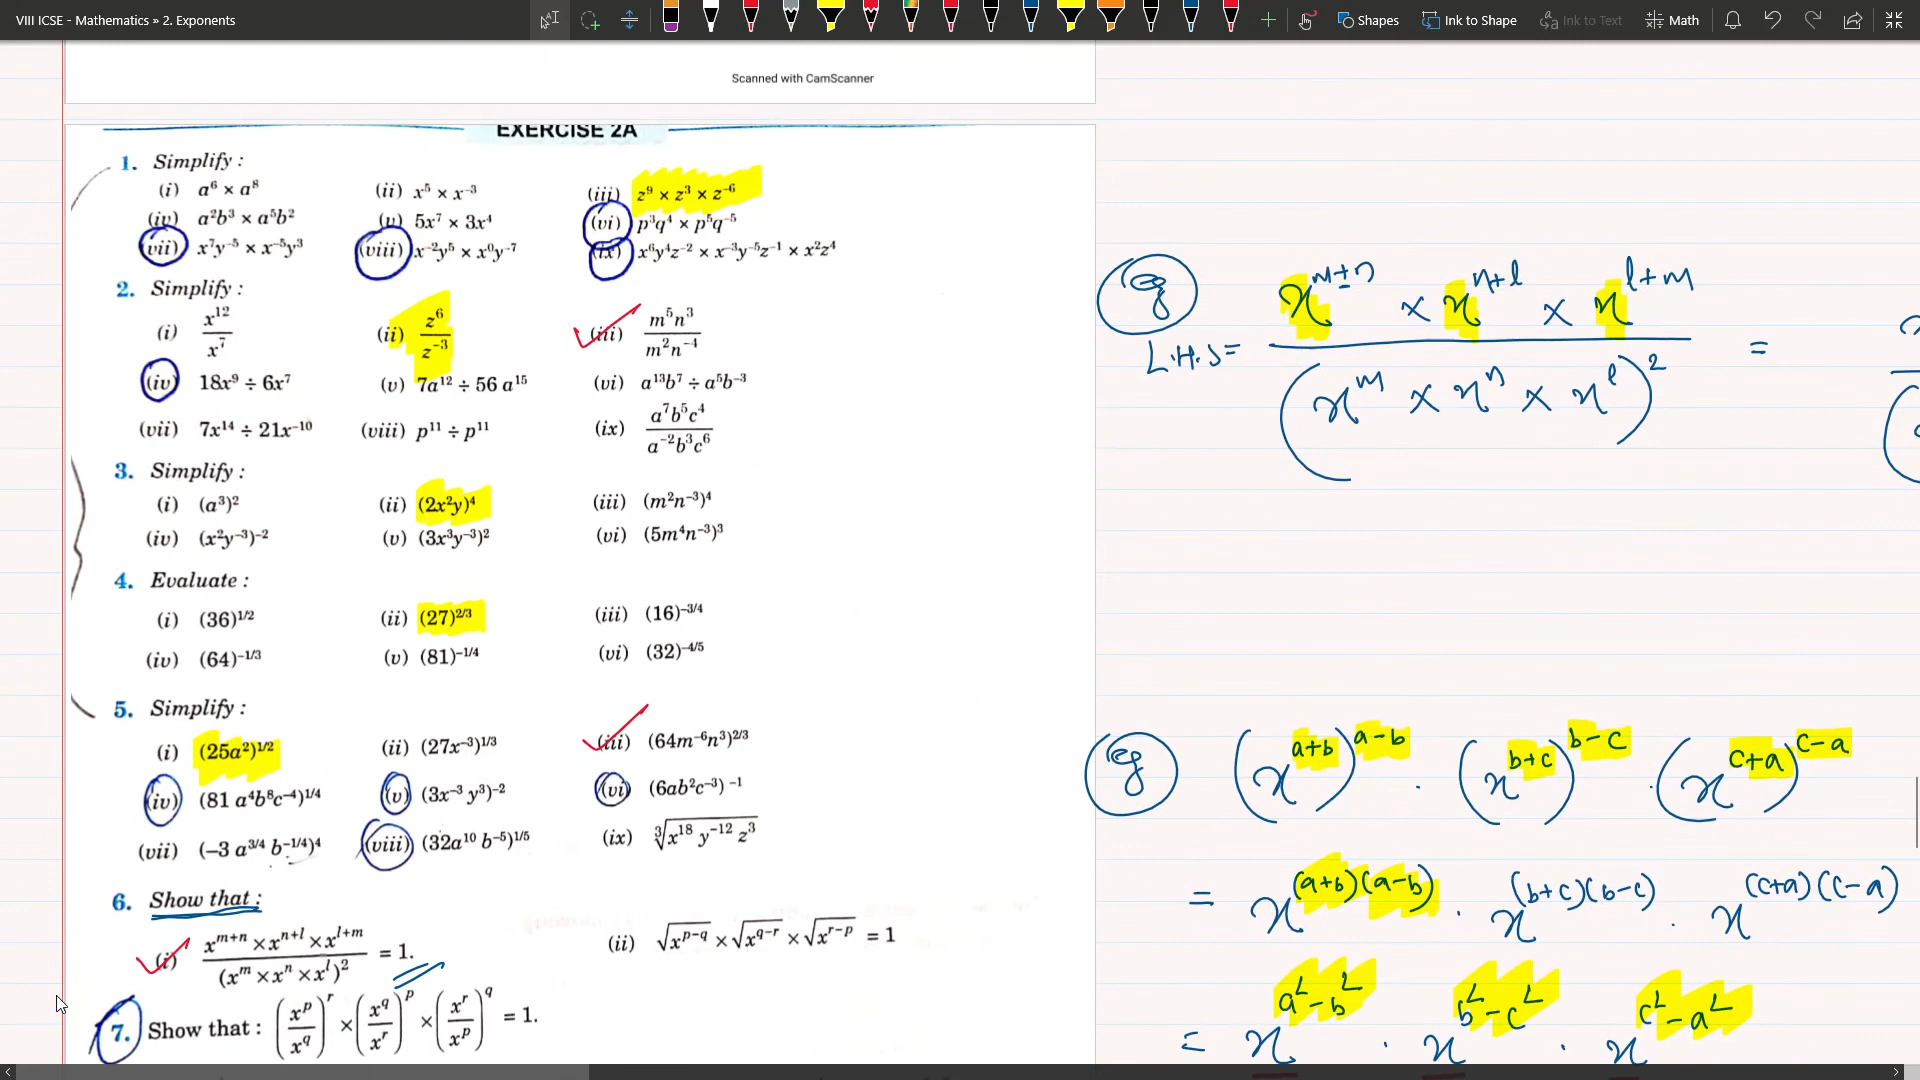 VIII ICSE - Mathematics » 2. Exponents
Shapes Ink to Shape Ink to Text Math
Scanned with CamScanner
EXERCISE 2A
1. Simplify :
(i) a⁶ × a⁸ (ii) x⁵ × x⁻³ (iii) z⁹ × z³ × z⁻⁶
(iv) a²b³ × a⁵b² (v) 5x⁷ × 3x⁴ (vi) p³q⁴ × p⁵q⁻⁵
(vii) x⁷y⁻⁵ × x⁻⁵y³ (viii) x⁻²y⁵ × x⁰y⁻⁷ (ix) x⁶y⁴z⁻² × x⁻³y⁻⁵z⁻¹ × x²z⁴
2. Simplify :
(i) x¹²/x⁷ (ii) z⁶/z⁻³ (iii) m⁵n³/m²n⁻⁴
(iv) 18x⁹ ÷ 6x⁷ (v) 7a¹² ÷ 56 a¹⁵ (vi) a¹³b⁷ ÷ a⁵b⁻³
(vii) 7x¹⁴ ÷ 21x⁻¹⁰ (viii) p¹¹ ÷ p¹¹ (ix) a⁷b⁵c⁴/a⁻²b³c⁶
3. Simplify :
(i) (a³)² (ii) (2x²y)⁴ (iii) (m²n⁻³)⁴
(iv) (x²y⁻³)⁻² (v) (3x³y⁻³)² (vi) (5m⁴n⁻³)³
4. Evaluate :
(i) (36)^1/2 (ii) (27)^2/3 (iii) (16)^–3/4
(iv) (64)^–1/3 (v) (81)^–1/4 (vi) (32)^–4/5
5. Simplify :
(i) (25a²)^1/2 (ii) (27x⁻³)^1/3 (iii) (64m⁻⁶n³)^2/3
(iv) (81 a⁴b⁸c⁻⁴)^1/4 (v) (3x⁻³ y³)⁻² (vi) (6ab²c⁻³)⁻¹
(vii) (–3 a^3/4 b^–1/4)⁴ (viii) (32a¹⁰ b⁻⁵)^1/5 (ix) ∛(x¹⁸ y⁻¹² z³)
6. Show that :
(i) (x^m+n × x^n+l × x^l+m)/(x^m × x^n × x^l)² = 1. (ii) √(x^p–q) × √(x^q–r) × √(x^r–p) = 1
7. Show that : (x^p/x^q)^r × (x^q/x^r)^p × (x^r/x^p)^q = 1.
eg
L.H.S = (x^m+n × x^n+l × x^l+m)/(x^m × x^n × x^l)² =
eg (x^a+b)^a–b · (x^b+c)^b–c · (x^c+a)^c–a
= x^(a+b)(a–b) · x^(b+c)(b–c) · x^(c+a)(c–a)
= x^a²–b² · x^b²–c² · x^c²–a²